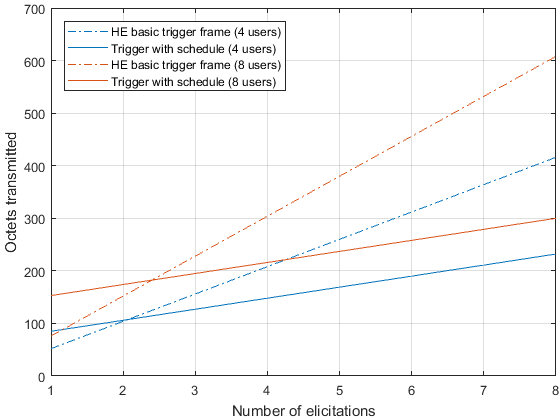 700
600
500
400
300
200
100
0
Octets transmitted
HE basic trigger frame (4 users)
Trigger with schedule (4 users)
HE basic trigger frame (8 users)
Trigger with schedule (8 users)
1 2 3 4 5 6 7 8
Number of elicitations